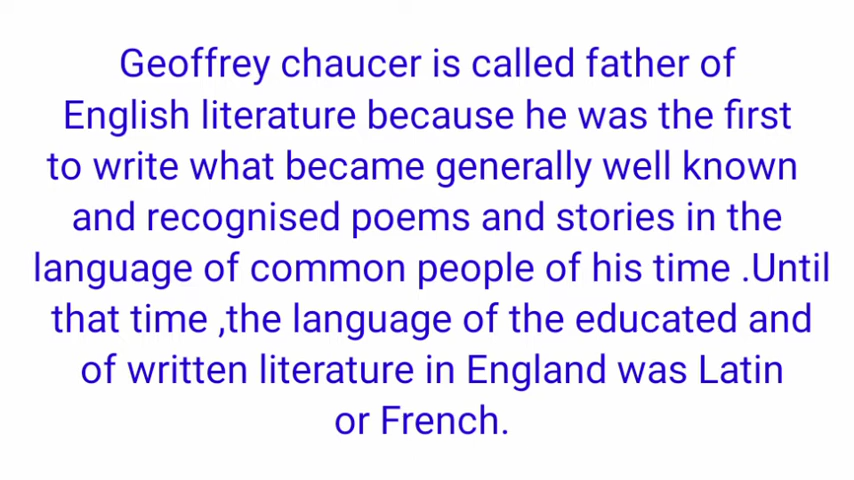 Geoffrey chaucer is called father of
English literature because he was the first
to write what became generally well known
and recognised poems and stories in the
language of common people of his time .Until
that time ,the language of the educated and
of written literature in England was Latin
or French.